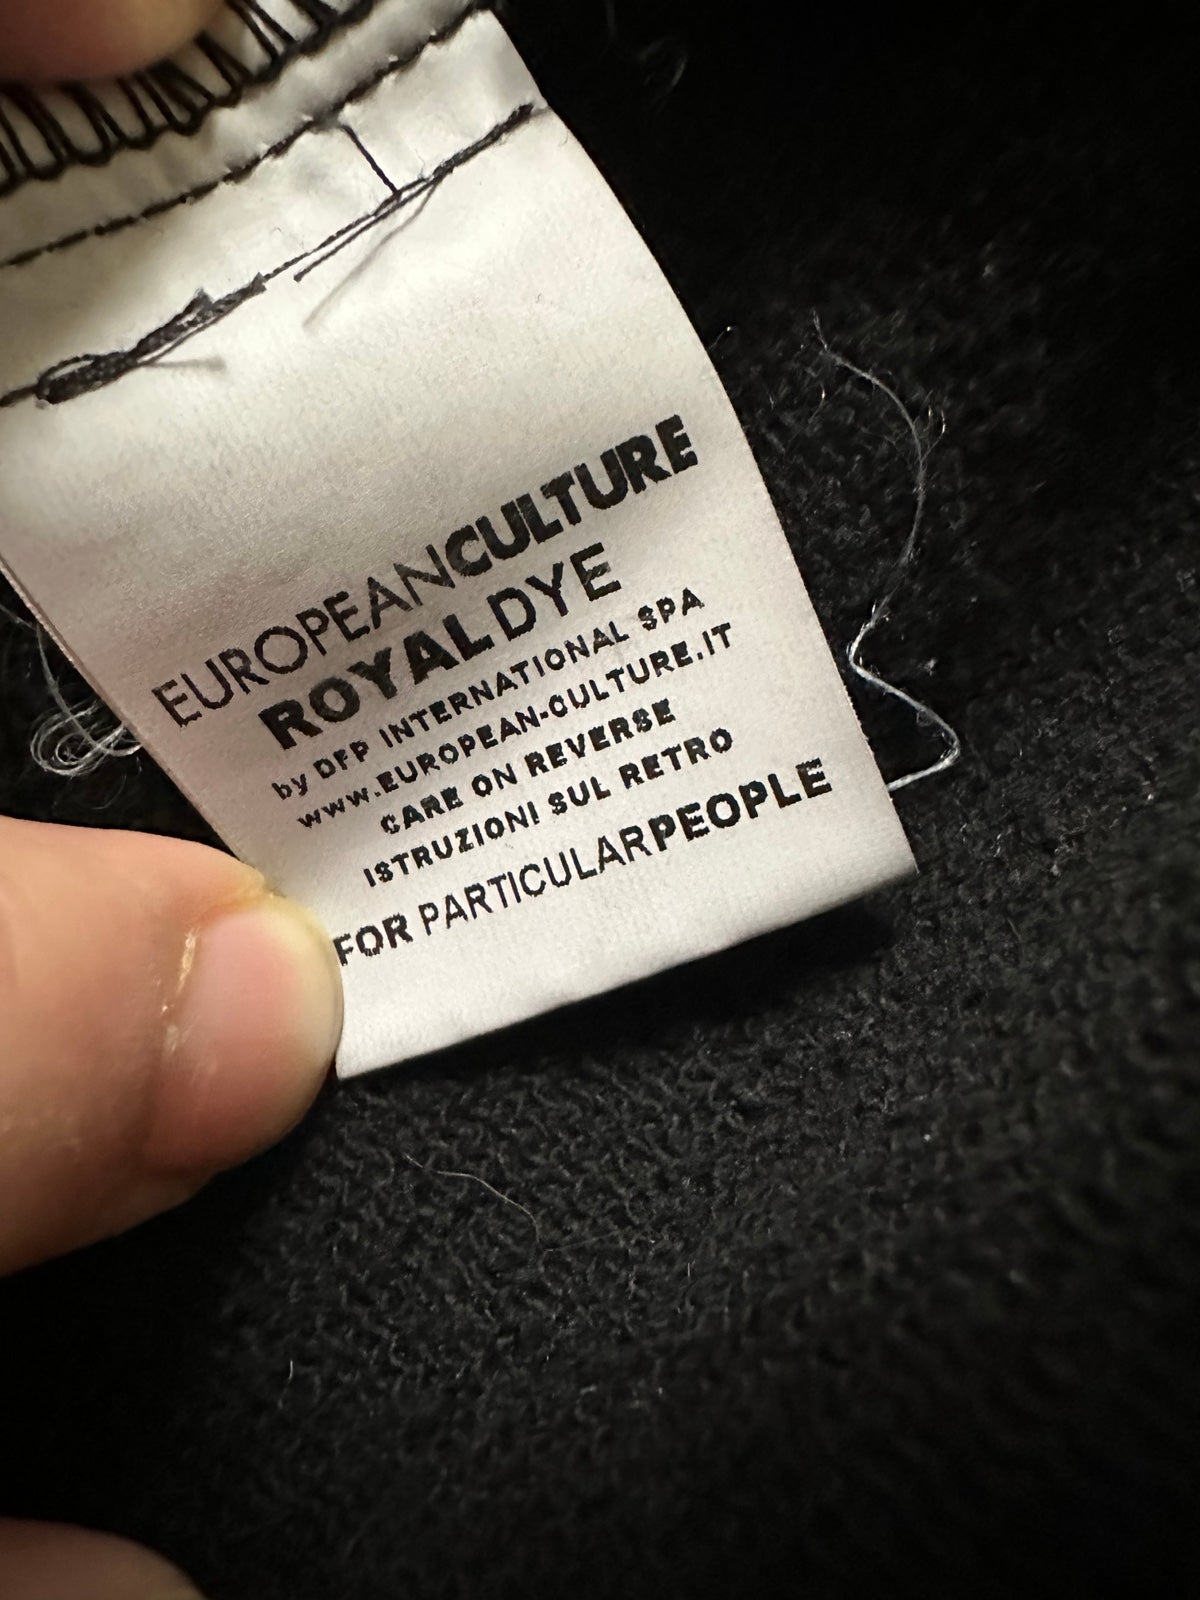 EUROPEANCULTURE
ROYALDYE
by DFP INTERNATIONAL SPA
www.EUROPEAN-CULTURE.IT
CARE ON REVERSE
ISTRUZIONI SUL RETRO
FOR PARTICULARPEOPLE